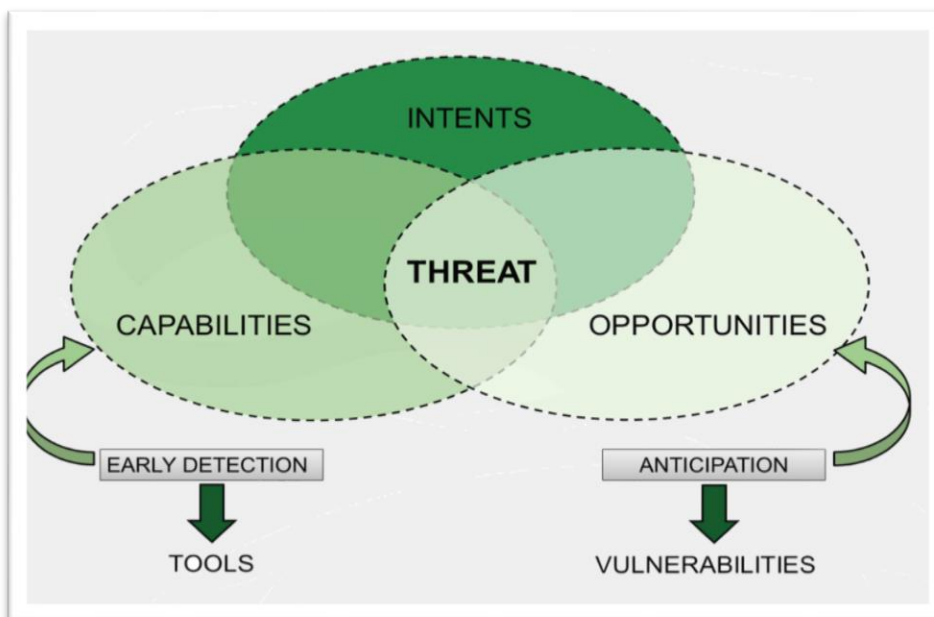 INTENTS
THREAT
CAPABILITIES
OPPORTUNITIES
EARLY DETECTION
ANTICIPATION
TOOLS
VULNERABILITIES